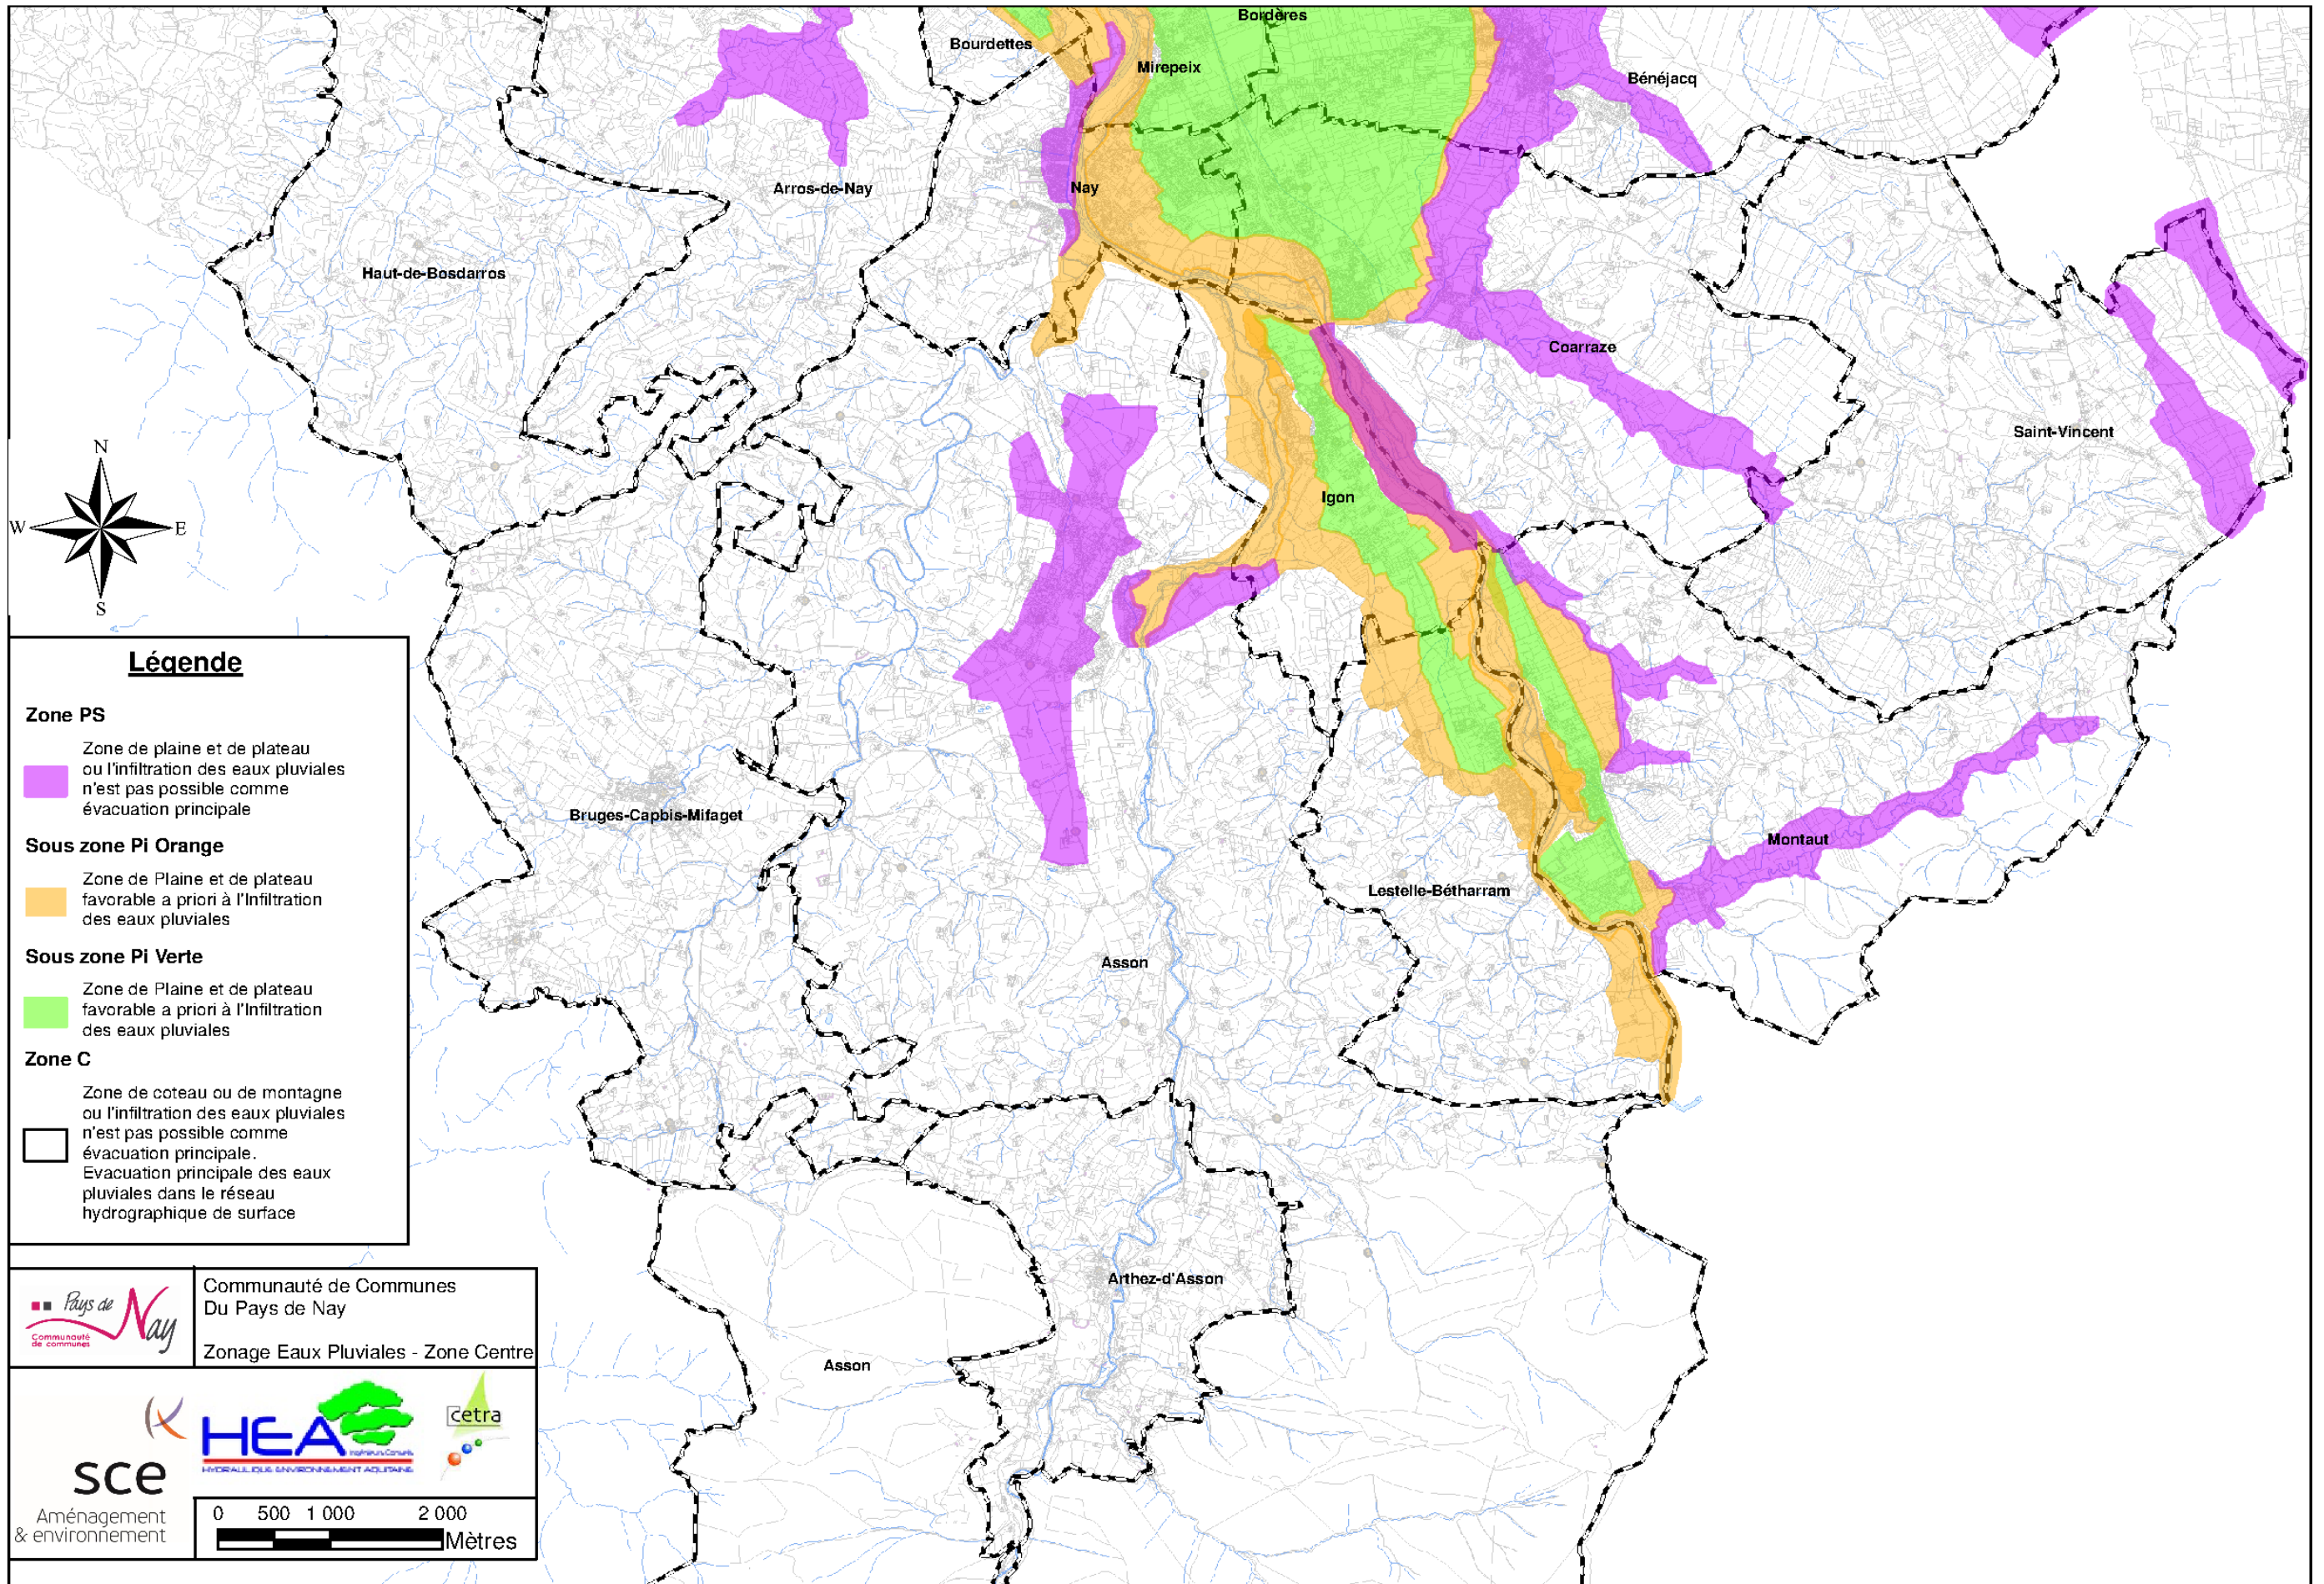 Bordères
Bourdettes
Mirepeix
Bénéjacq
Arros-de-Nay
Nay
Haut-de-Bosdarros
Coarraze
Saint-Vincent
Igon
Bruges-Capbis-Mifaget
Montaut
Lestelle-Bétharram
Asson
Arthez-d'Asson
Asson
N
W
E
S
Légende
Zone PS
Zone de plaine et de plateau
ou l'infiltration des eaux pluviales
n'est pas possible comme
évacuation principale
Sous zone Pi Orange
Zone de Plaine et de plateau
favorable a priori à l'Infiltration
des eaux pluviales
Sous zone Pi Verte
Zone de Plaine et de plateau
favorable a priori à l'Infiltration
des eaux pluviales
Zone C
Zone de coteau ou de montagne
ou l'infiltration des eaux pluviales
n'est pas possible comme
évacuation principale.
Evacuation principale des eaux
pluviales dans le réseau
hydrographique de surface
Pays de Nay
Communauté
de communes
Communauté de Communes
Du Pays de Nay
Zonage Eaux Pluviales - Zone Centre
sce
Aménagement
& environnement
HEA
Ingénieurs Conseils
HYDRAULIQUE ENVIRONNEMENT AQUITAINE
cetra
0 500 1 000 2 000
Mètres